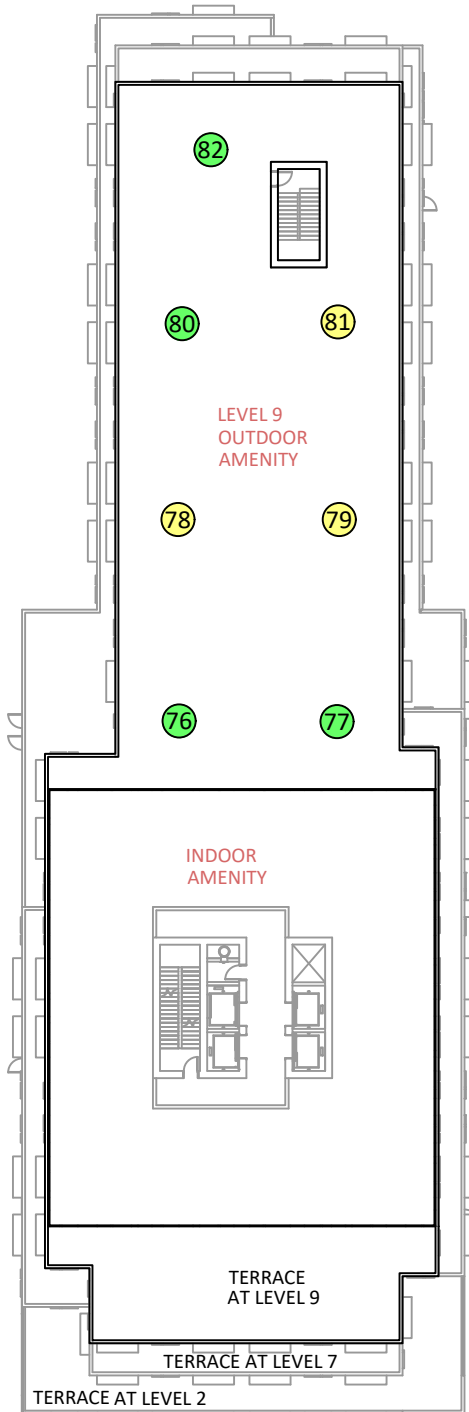 82
80
81
LEVEL 9
OUTDOOR
AMENITY
78
79
76
77
INDOOR
AMENITY
TERRACE
AT LEVEL 9
TERRACE AT LEVEL 7
TERRACE AT LEVEL 2